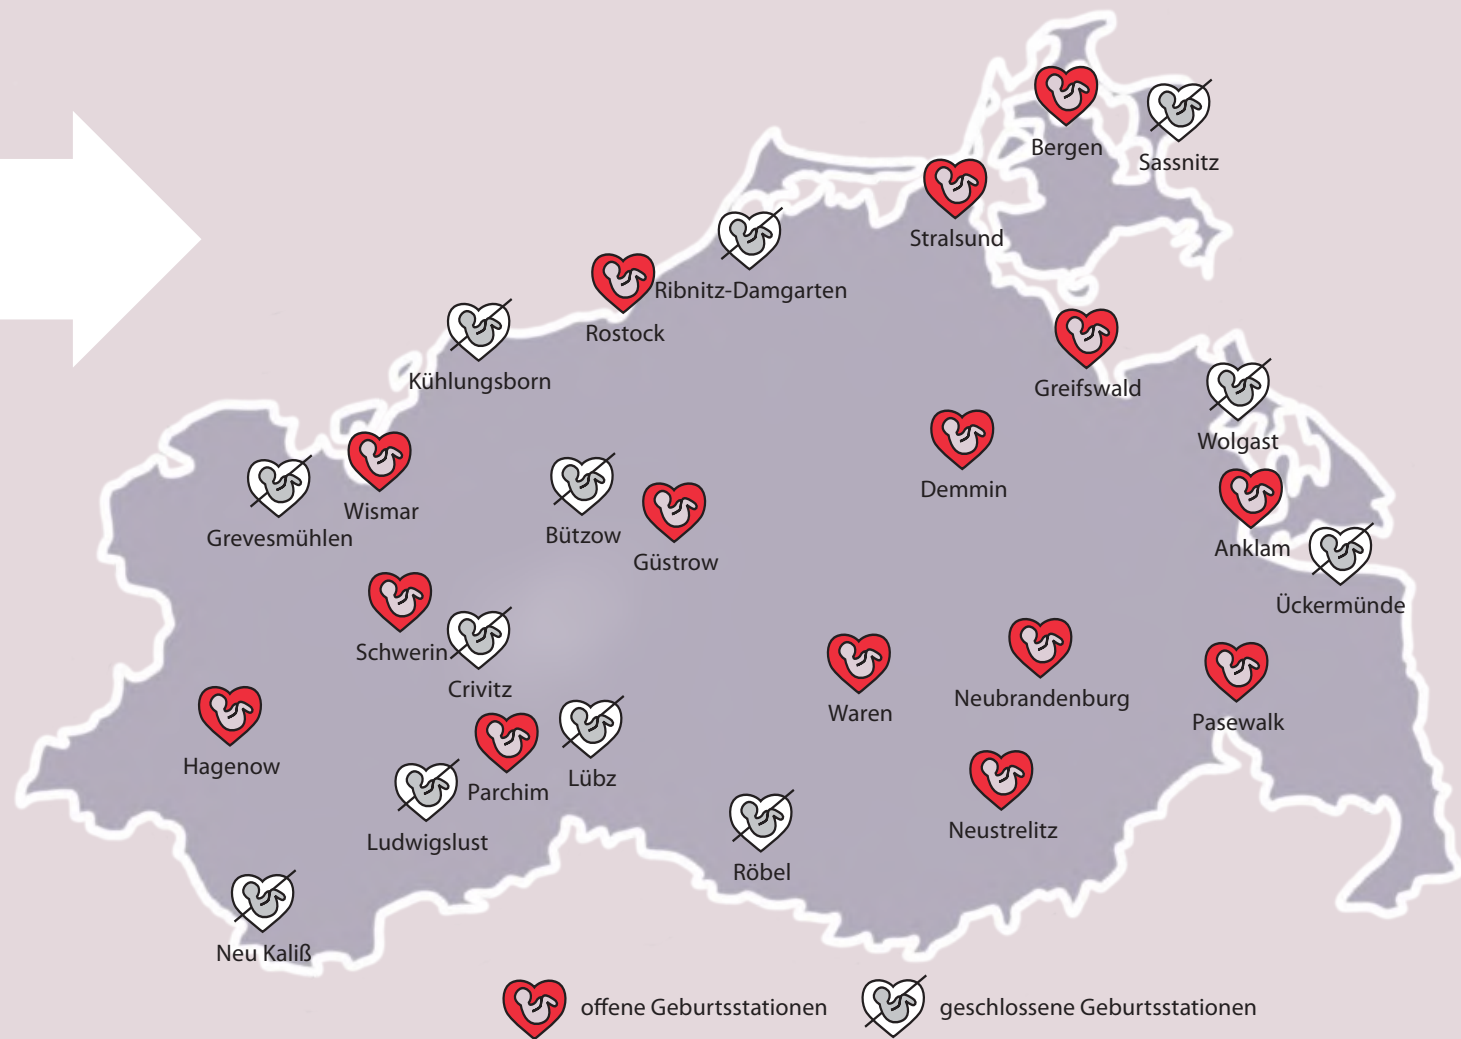 Bergen
Sassnitz
Stralsund
Ribnitz-Damgarten
Rostock
Kühlungsborn
Greifswald
Wolgast
Demmin
Wismar
Grevesmühlen
Bützow
Güstrow
Anklam
Ückermünde
Schwerin
Crivitz
Waren
Neubrandenburg
Pasewalk
Hagenow
Parchim
Lübz
Ludwigslust
Neustrelitz
Röbel
Neu Kaliß
offene Geburtsstationen
geschlossene Geburtsstationen